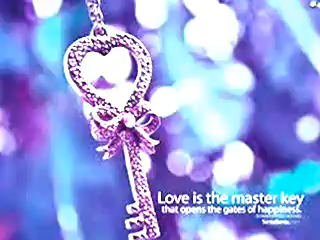 Love is the master key
that opens the gates of happiness.